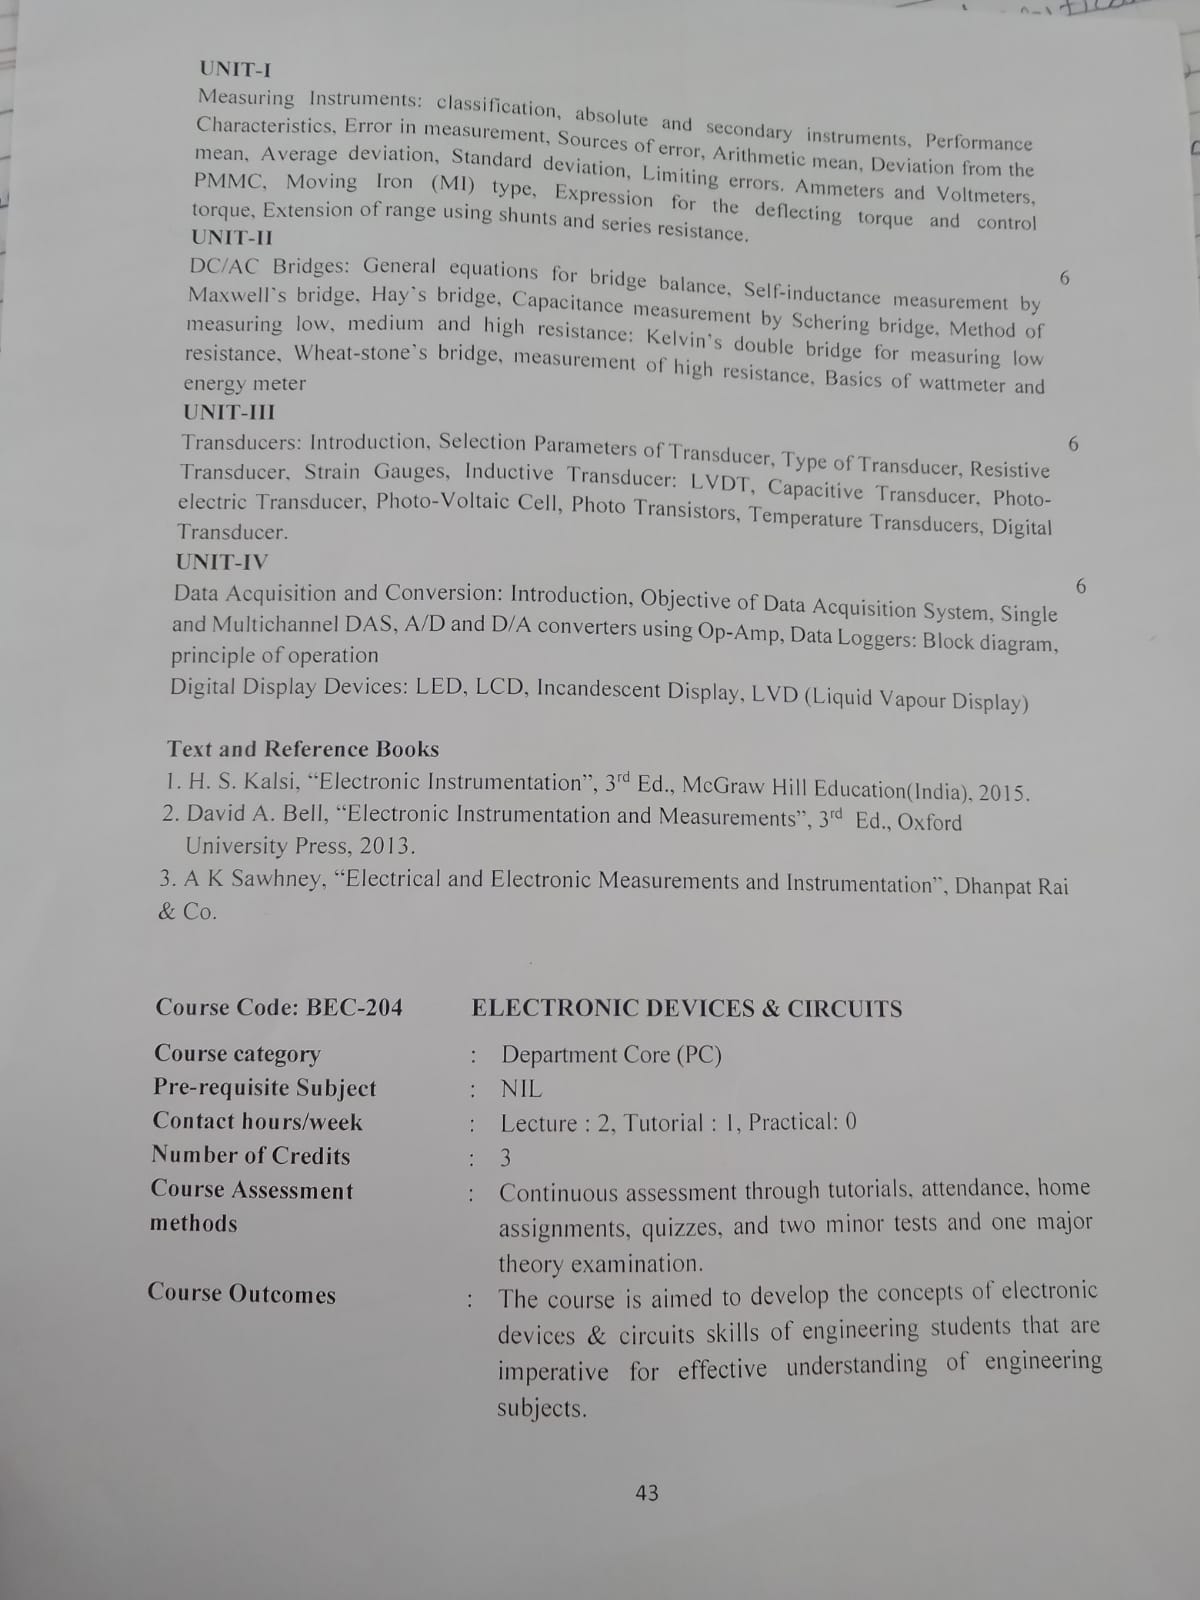 UNIT-I
Measuring Instruments: classification, absolute and secondary instruments, Performance
Characteristics, Error in measurement, Sources of error, Arithmetic mean, Deviation from the
mean, Average deviation, Standard deviation, Limiting errors. Ammeters and Voltmeters,
PMMC, Moving Iron (MI) type, Expression for the deflecting torque and control
torque, Extension of range using shunts and series resistance.
UNIT-II
6
DC/AC Bridges: General equations for bridge balance, Self-inductance measurement by
Maxwell`s bridge, Hay`s bridge, Capacitance measurement by Schering bridge, Method of
measuring low, medium and high resistance: Kelvin`s double bridge for measuring low
resistance, Wheat-stone`s bridge, measurement of high resistance, Basics of wattmeter and
energy meter
UNIT-III
6
Transducers: Introduction, Selection Parameters of Transducer, Type of Transducer, Resistive
Transducer, Strain Gauges, Inductive Transducer: LVDT, Capacitive Transducer, Photo-
electric Transducer, Photo-Voltaic Cell, Photo Transistors, Temperature Transducers, Digital
Transducer.
UNIT-IV
6
Data Acquisition and Conversion: Introduction, Objective of Data Acquisition System, Single
and Multichannel DAS, A/D and D/A converters using Op-Amp, Data Loggers: Block diagram,
principle of operation
Digital Display Devices: LED, LCD, Incandescent Display, LVD (Liquid Vapour Display)
Text and Reference Books
1. H. S. Kalsi, “Electronic Instrumentation”, 3rd Ed., McGraw Hill Education(India), 2015.
2. David A. Bell, “Electronic Instrumentation and Measurements”, 3rd Ed., Oxford
University Press, 2013.
3. A K Sawhney, “Electrical and Electronic Measurements and Instrumentation”, Dhanpat Rai
& Co.
Course Code: BEC-204 ELECTRONIC DEVICES & CIRCUITS
Course category : Department Core (PC)
Pre-requisite Subject : NIL
Contact hours/week : Lecture : 2, Tutorial : 1, Practical: 0
Number of Credits : 3
Course Assessment : Continuous assessment through tutorials, attendance, home
methods assignments, quizzes, and two minor tests and one major
theory examination.
Course Outcomes : The course is aimed to develop the concepts of electronic
devices & circuits skills of engineering students that are
imperative for effective understanding of engineering
subjects.
43